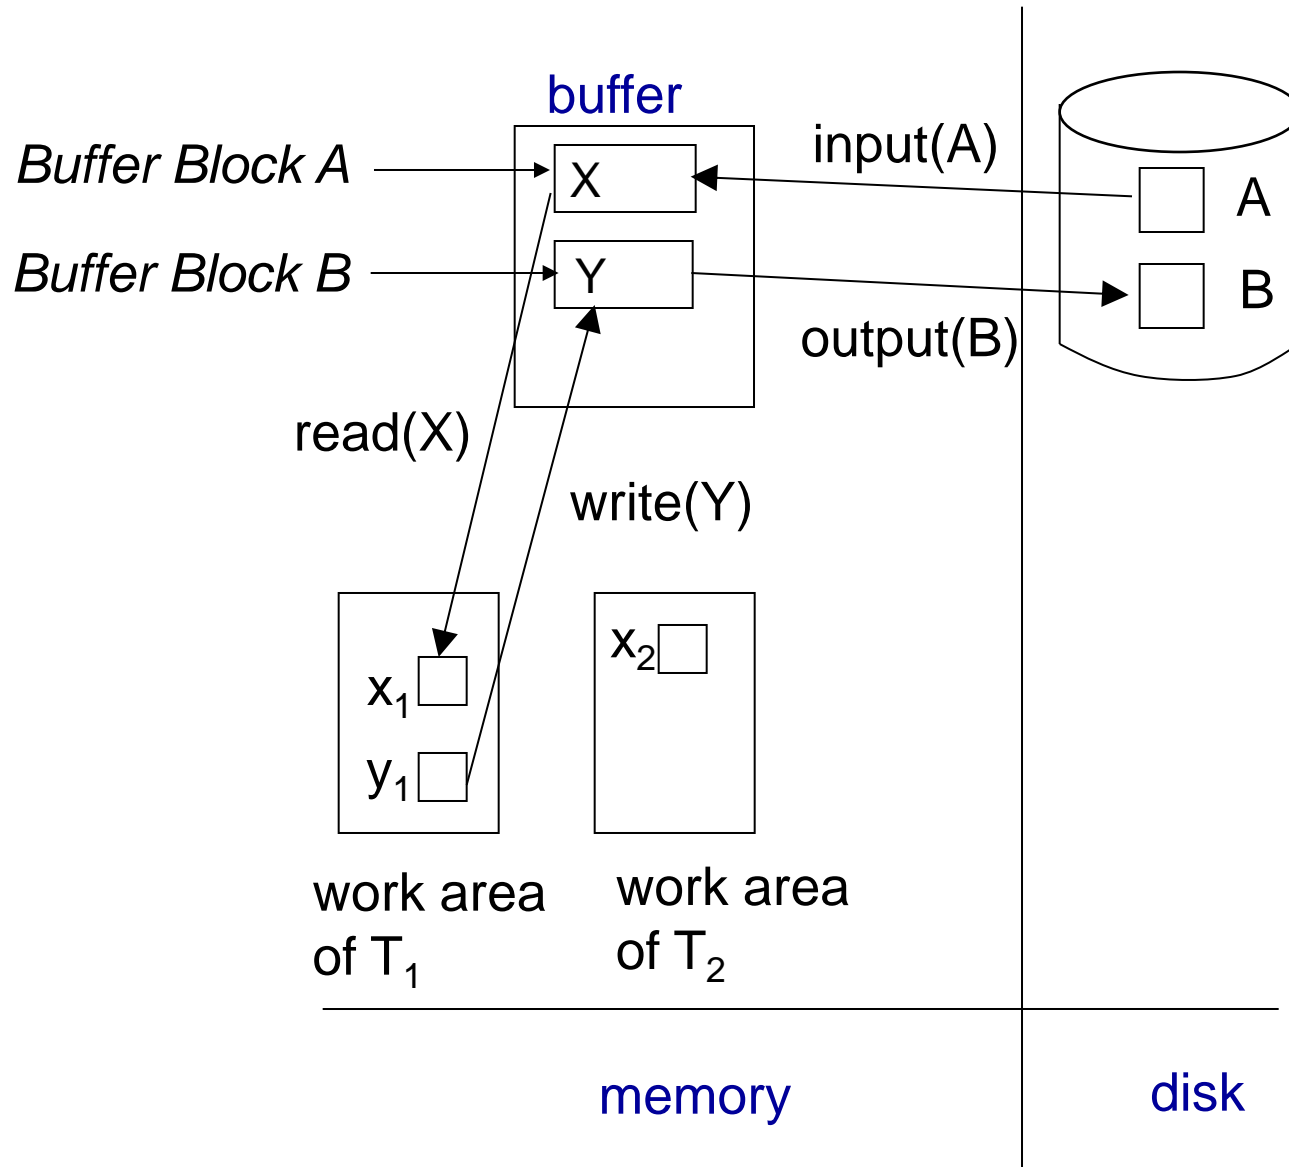 buffer
Buffer Block A
X
input(A)
A
Buffer Block B
Y
B
output(B)
read(X)
write(Y)
x₁
y₁
x₂
work area
of T₁
work area
of T₂
memory
disk